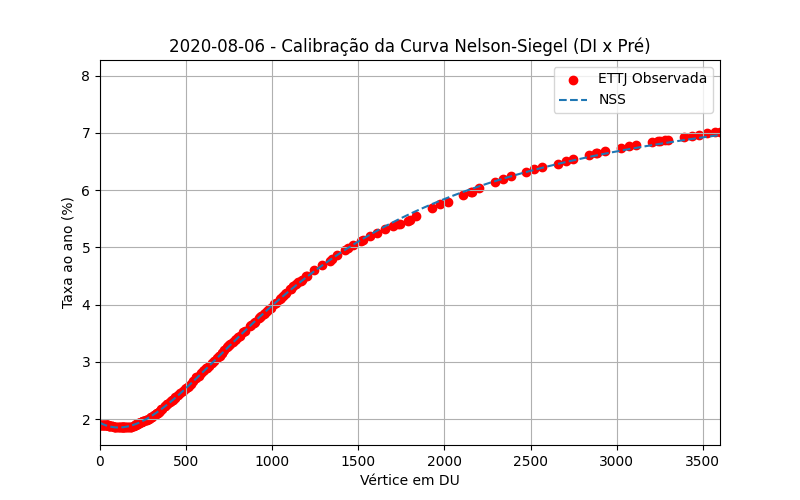 2020-08-06 - Calibração da Curva Nelson-Siegel (DI x Pré)
ETTJ Observada
NSS
Taxa ao ano (%)
8
7
6
5
4
3
2
0 500 1000 1500 2000 2500 3000 3500
Vértice em DU